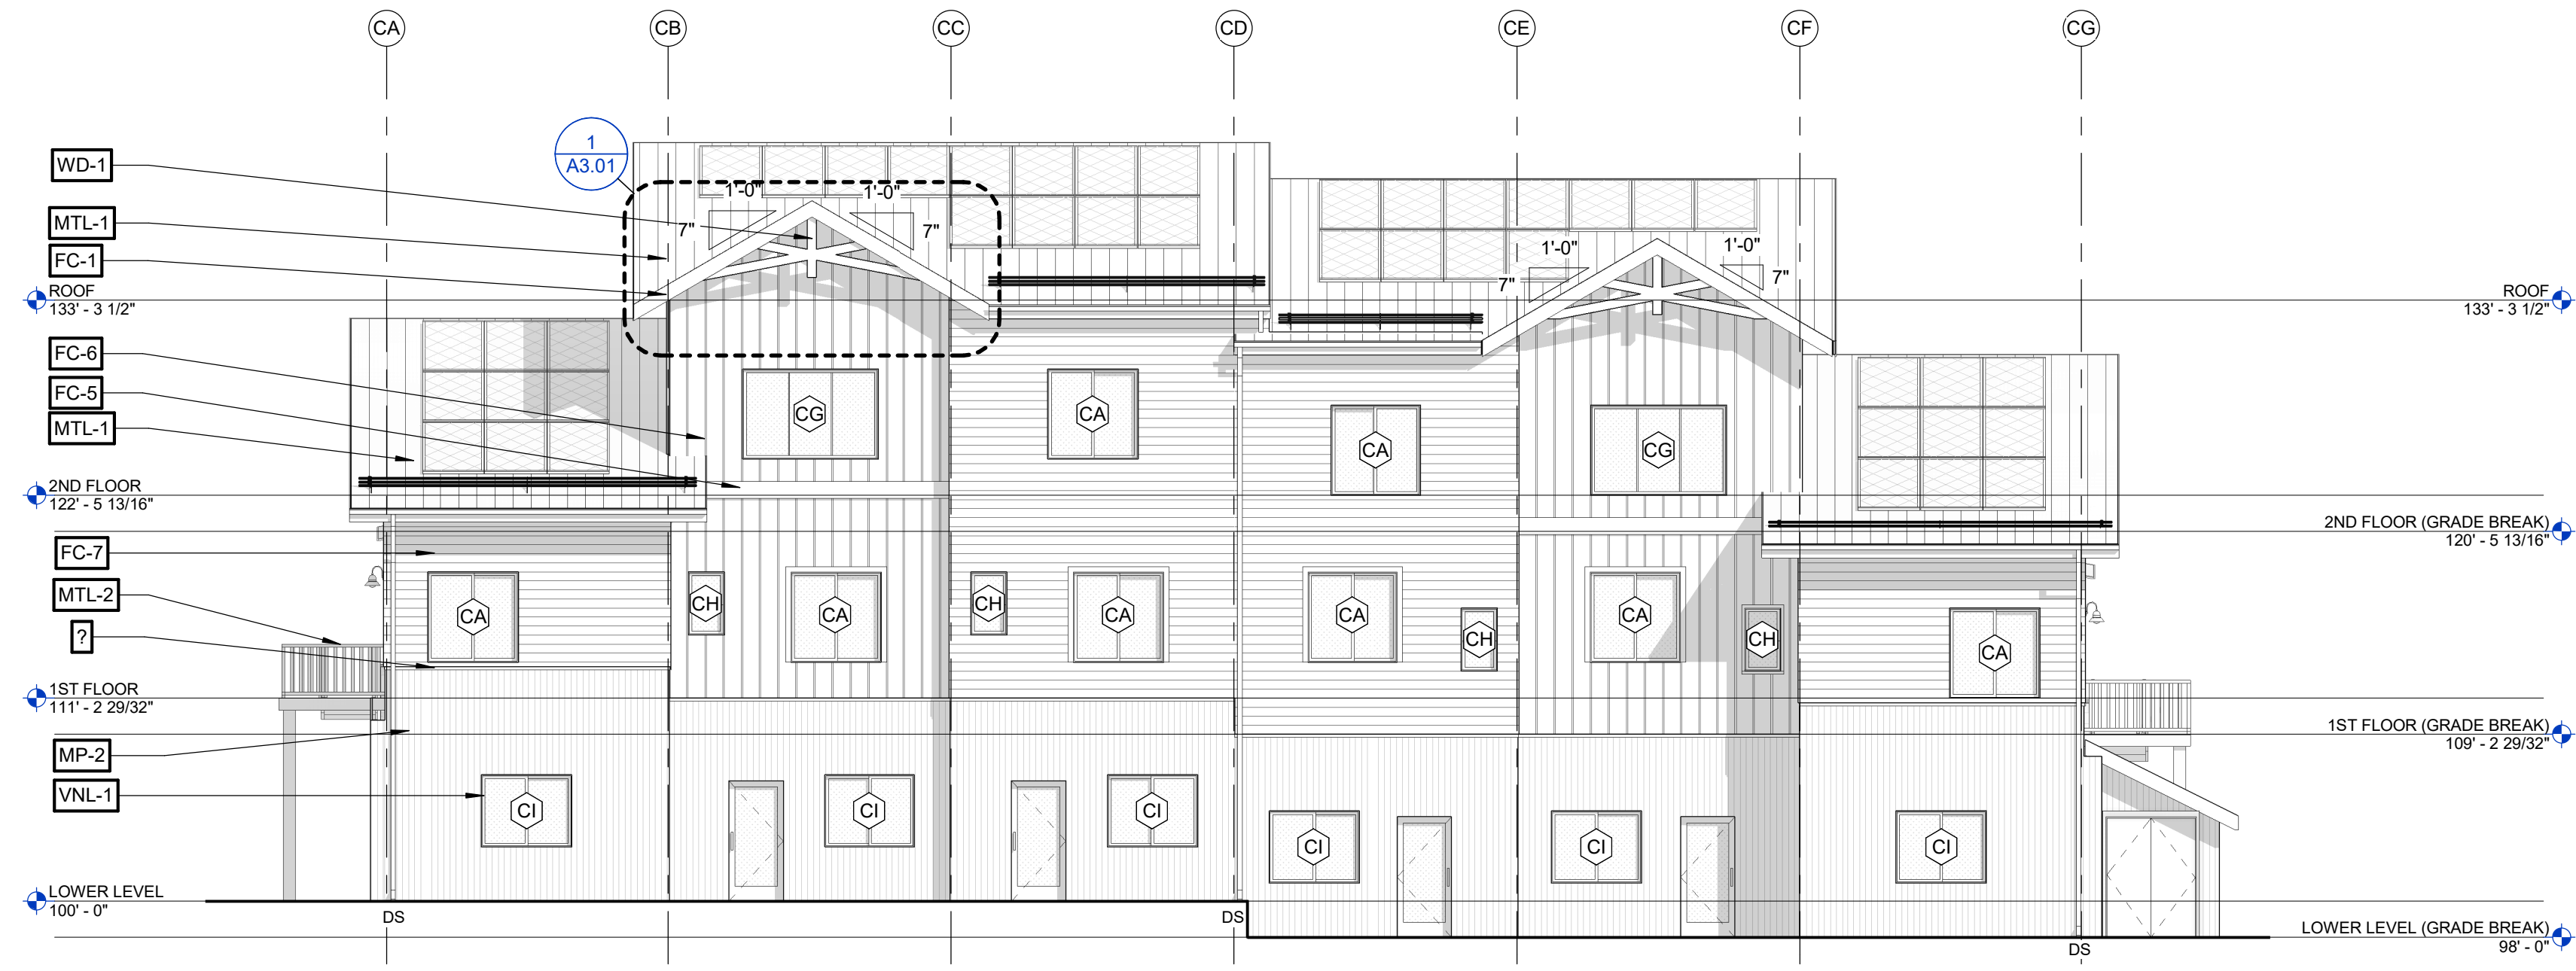 CA CB CC CD CE CF CG
1
A3.01
WD-1
1'-0" 1'-0"
MTL-1
7" 7"
1'-0" 1'-0"
FC-1
7" 7"
ROOF
133' - 3 1/2"
ROOF
133' - 3 1/2"
FC-6
FC-5
CG CA CA CG
MTL-1
2ND FLOOR
122' - 5 13/16"
2ND FLOOR (GRADE BREAK)
120' - 5 13/16"
FC-7
MTL-2
CA CH CA CH CA CA CH CA CH CA
?
1ST FLOOR
111' - 2 29/32"
1ST FLOOR (GRADE BREAK)
109' - 2 29/32"
MP-2
VNL-1
CI CI CI CI CI CI
LOWER LEVEL
100' - 0"
DS DS
LOWER LEVEL (GRADE BREAK)
98' - 0"
DS